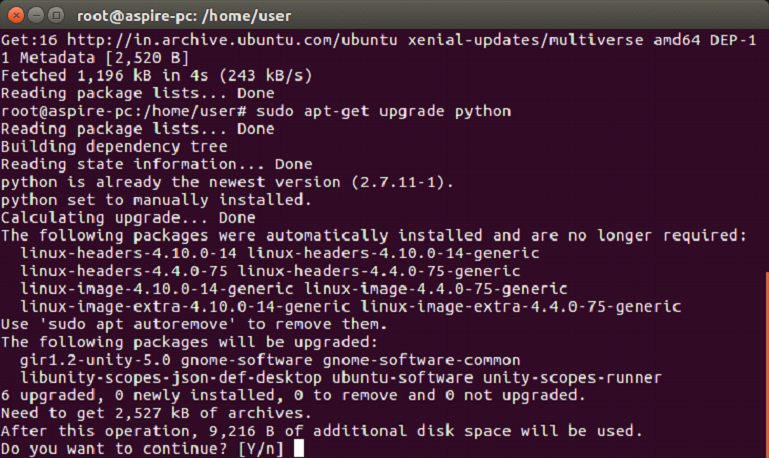 root@aspire-pc: /home/user
Get:16 http://in.archive.ubuntu.com/ubuntu xenial-updates/multiverse amd64 DEP-1
1 Metadata [2,520 B]
Fetched 1,196 kB in 4s (243 kB/s)
Reading package lists... Done
root@aspire-pc:/home/user# sudo apt-get upgrade python
Reading package lists... Done
Building dependency tree
Reading state information... Done
python is already the newest version (2.7.11-1).
python set to manually installed.
Calculating upgrade... Done
The following packages were automatically installed and are no longer required:
  linux-headers-4.10.0-14 linux-headers-4.10.0-14-generic
  linux-headers-4.4.0-75 linux-headers-4.4.0-75-generic
  linux-image-4.10.0-14-generic linux-image-4.4.0-75-generic
  linux-image-extra-4.10.0-14-generic linux-image-extra-4.4.0-75-generic
Use 'sudo apt autoremove' to remove them.
The following packages will be upgraded:
  gir1.2-unity-5.0 gnome-software gnome-software-common
  libunity-scopes-json-def-desktop ubuntu-software unity-scopes-runner
6 upgraded, 0 newly installed, 0 to remove and 0 not upgraded.
Need to get 2,527 kB of archives.
After this operation, 9,216 B of additional disk space will be used.
Do you want to continue? [Y/n]